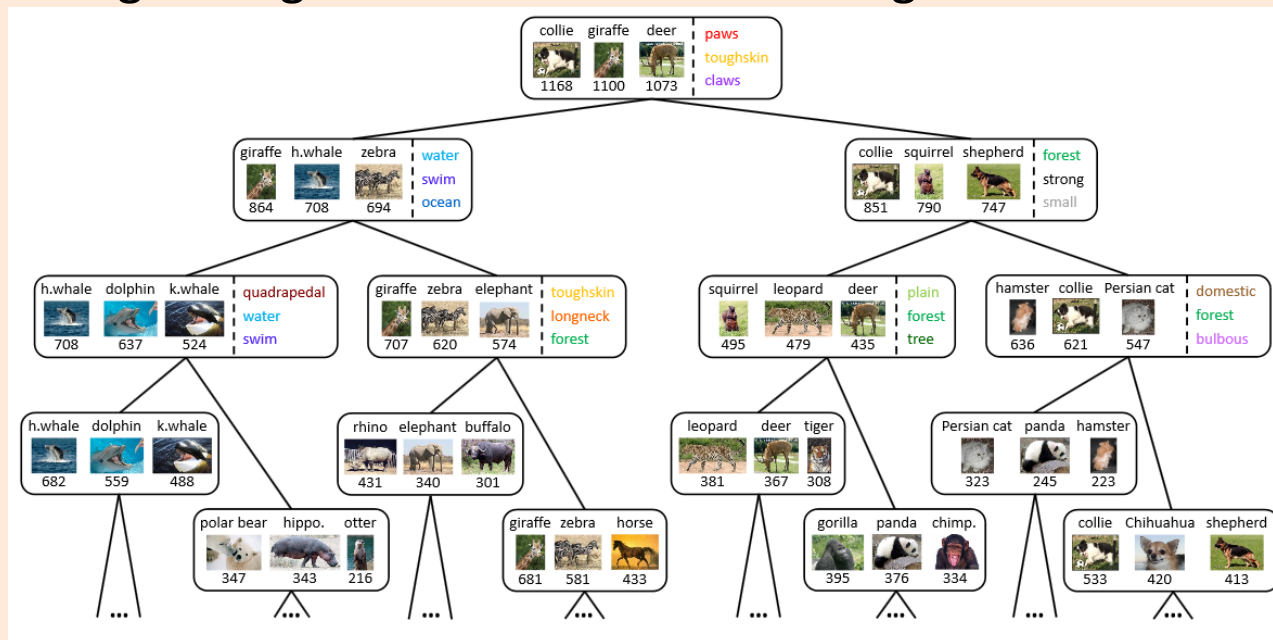 collie giraffe deer paws
toughskin
claws
1168 1100 1073
giraffe h.whale zebra water
swim
ocean
864 708 694
collie squirrel shepherd forest
strong
small
851 790 747
h.whale dolphin k.whale quadrapedal
water
swim
708 637 524
giraffe zebra elephant toughskin
longneck
forest
707 620 574
squirrel leopard deer plain
forest
tree
495 479 435
hamster collie Persian cat domestic
forest
bulbous
636 621 547
h.whale dolphin k.whale
682 559 488
rhino elephant buffalo
431 340 301
leopard deer tiger
381 367 308
Persian cat panda hamster
323 245 223
polar bear hippo. otter
347 343 216
giraffe zebra horse
681 581 433
gorilla panda chimp.
395 376 334
collie Chihuahua shepherd
533 420 413
... ... ... ... ... ... ... ...